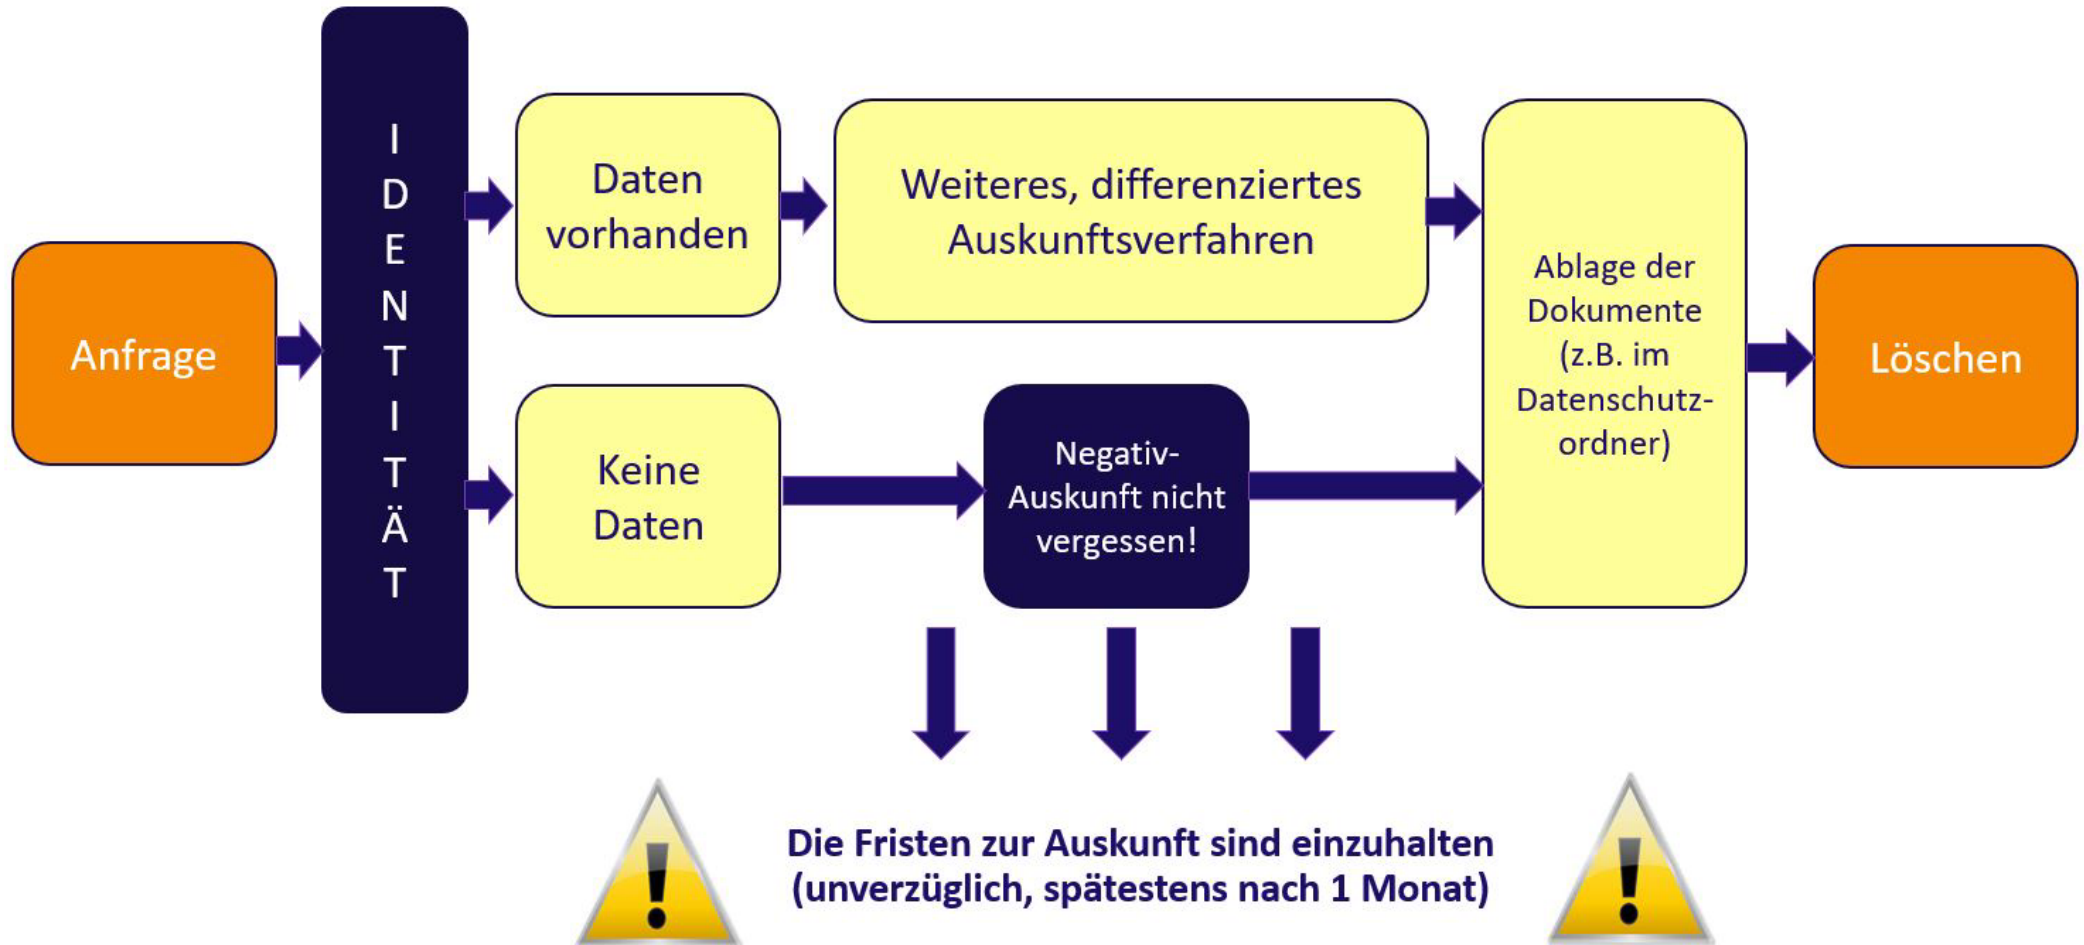 Anfrage
IDENTITÄT
Daten
vorhanden
Weiteres, differenziertes
Auskunftsverfahren
Keine
Daten
Negativ-
Auskunft nicht
vergessen!
Ablage der
Dokumente
(z.B. im
Datenschutz-
ordner)
Löschen
Die Fristen zur Auskunft sind einzuhalten
(unverzüglich, spätestens nach 1 Monat)